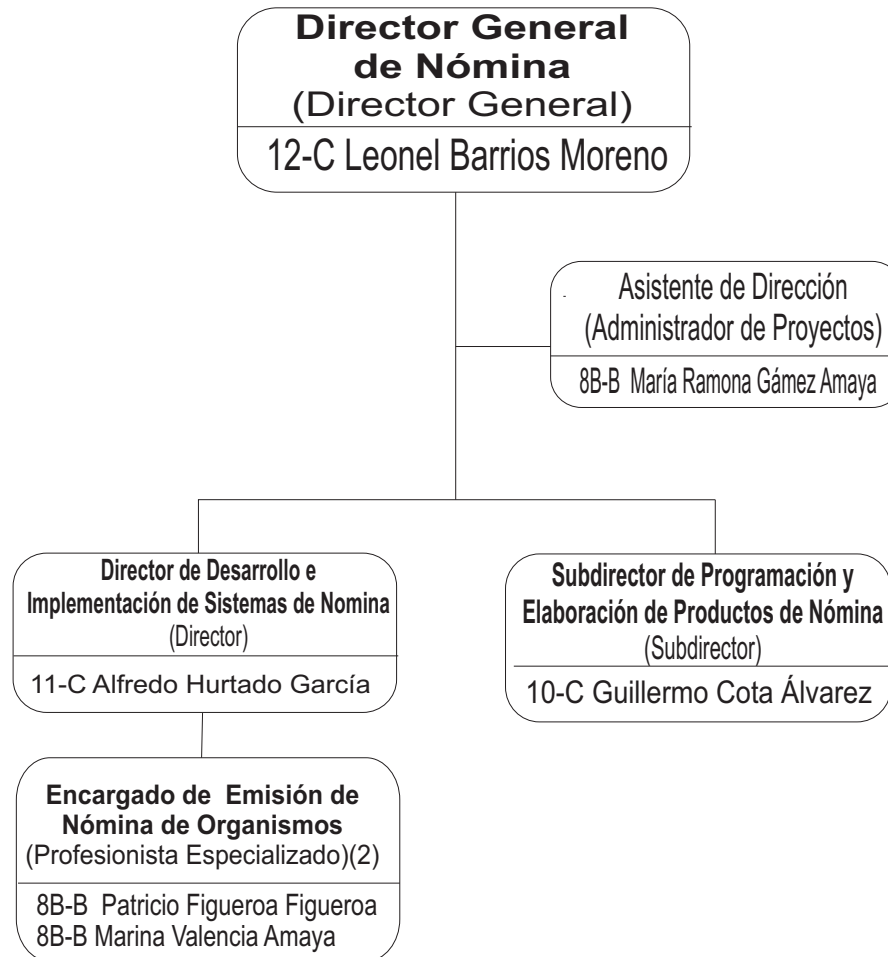 Director General
de Nómina
(Director General)
12-C Leonel Barrios Moreno
Asistente de Dirección
(Administrador de Proyectos)
8B-B María Ramona Gámez Amaya
Director de Desarrollo e
Implementación de Sistemas de Nomina
(Director)
11-C Alfredo Hurtado García
Subdirector de Programación y
Elaboración de Productos de Nómina
(Subdirector)
10-C Guillermo Cota Álvarez
Encargado de Emisión de
Nómina de Organismos
(Profesionista Especializado)(2)
8B-B Patricio Figueroa Figueroa
8B-B Marina Valencia Amaya